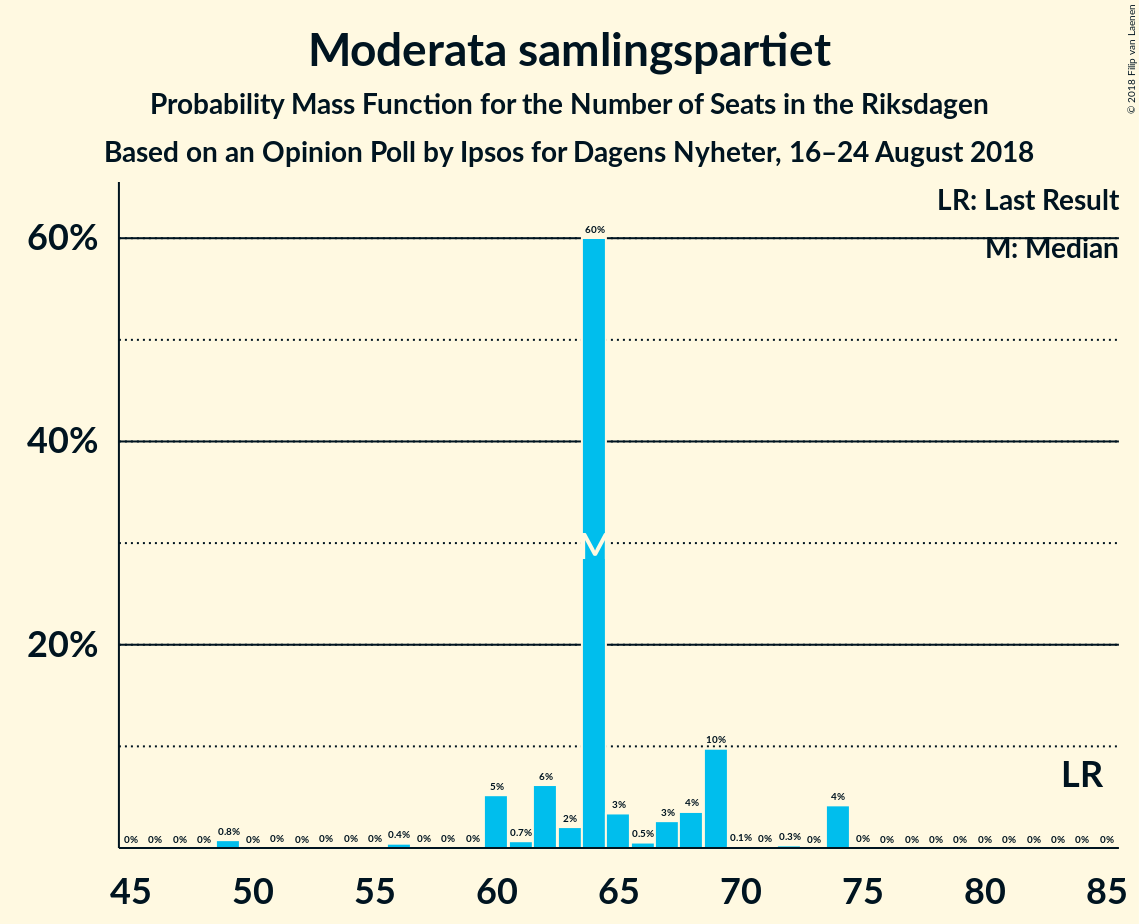 © 2018 Filip van Laenen
Moderata samlingspartiet
Probability Mass Function for the Number of Seats in the Riksdagen
Based on an Opinion Poll by Ipsos for Dagens Nyheter, 16–24 August 2018
LR: Last Result
M: Median
60%
40%
20%
0% 0% 0% 0% 0.8% 0% 0% 0% 0% 0% 0% 0.4% 0% 0% 0% 5% 0.7% 6% 2% 60% 3% 0.5% 3% 4% 10% 0.1% 0% 0.3% 0% 4% 0% 0% 0% 0% 0% 0% 0% 0% 0% 0% 0%
M
LR
45 50 55 60 65 70 75 80 85